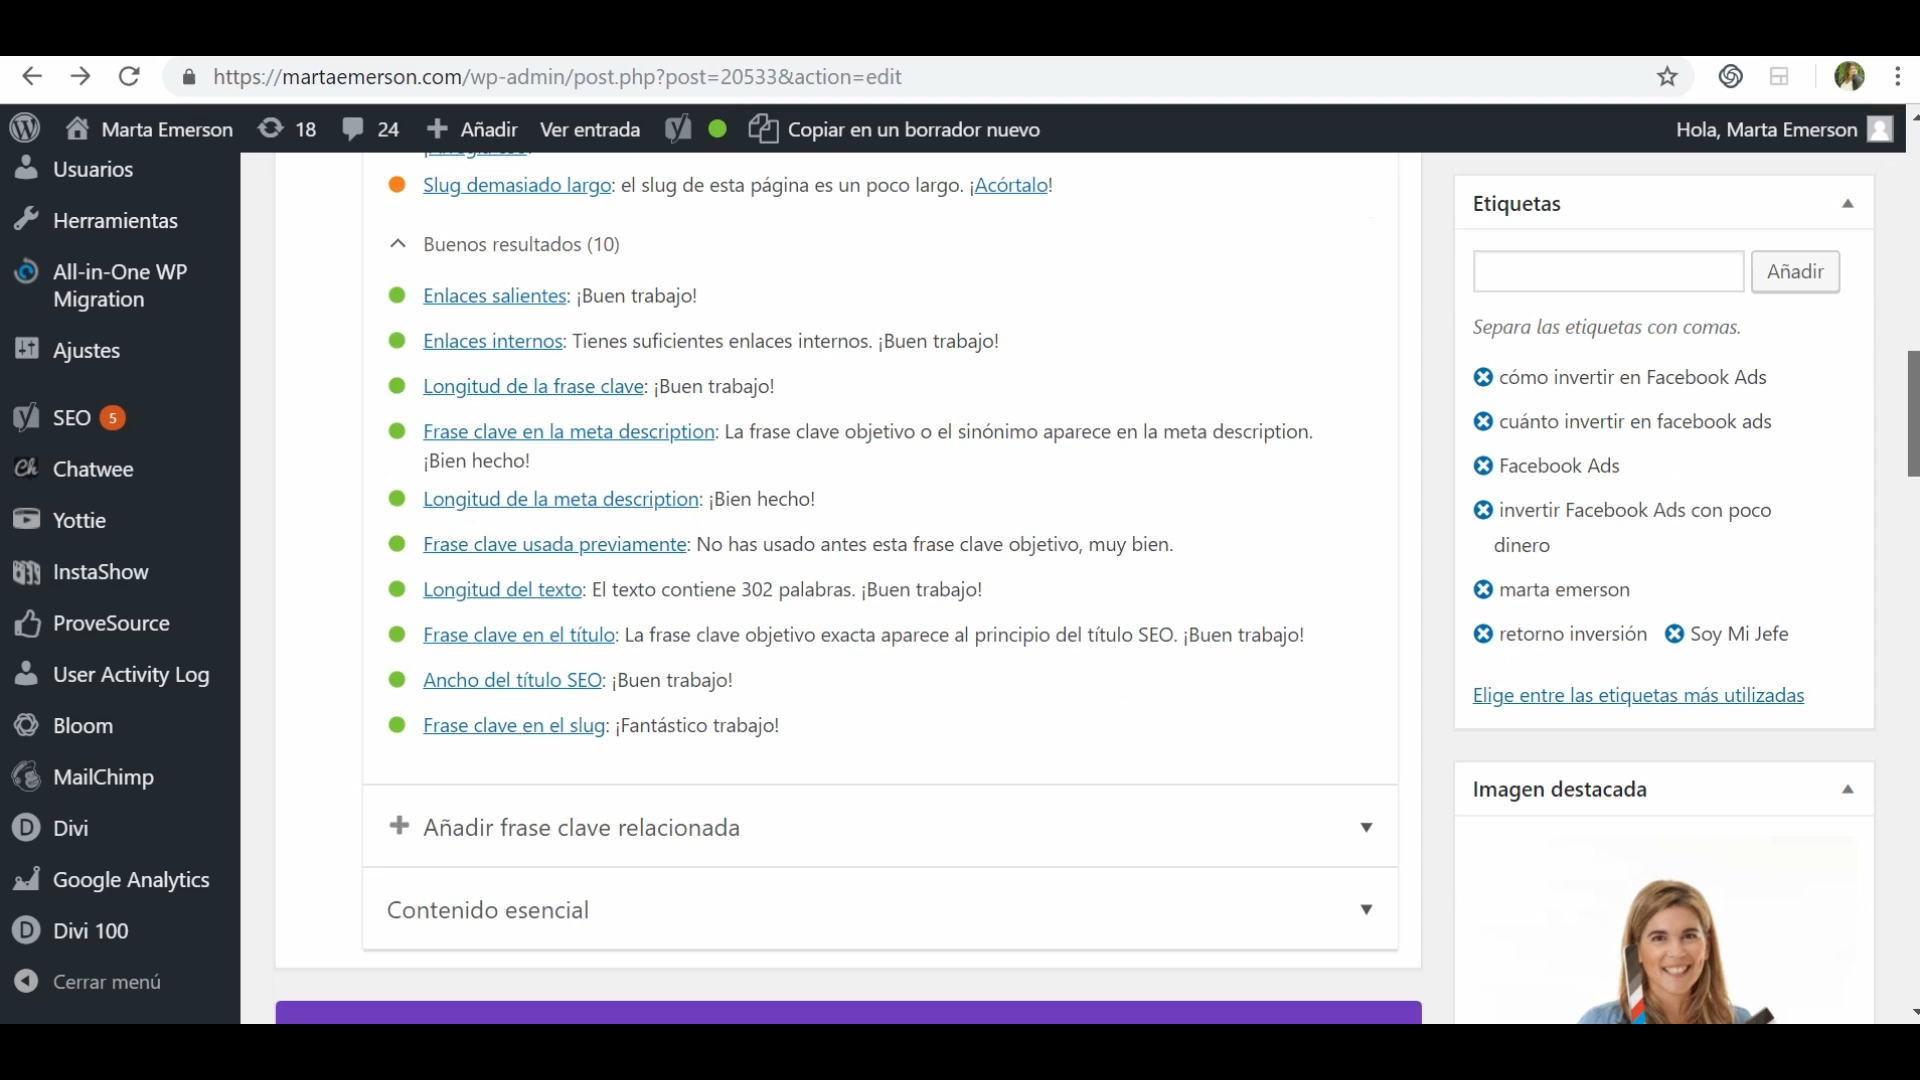 https://martaemerson.com/wp-admin/post.php?post=20533&action=edit
Marta Emerson 18 24 Añadir Ver entrada Copiar en un borrador nuevo Hola, Marta Emerson
Usuarios
Herramientas
All-in-One WP
Migration
Ajustes
SEO 5
Chatwee
Yottie
InstaShow
ProveSource
User Activity Log
Bloom
MailChimp
Divi
Google Analytics
Divi 100
Cerrar menú
Slug demasiado largo: el slug de esta página es un poco largo. ¡Acórtalo!
Buenos resultados (10)
Enlaces salientes: ¡Buen trabajo!
Enlaces internos: Tienes suficientes enlaces internos. ¡Buen trabajo!
Longitud de la frase clave: ¡Buen trabajo!
Frase clave en la meta description: La frase clave objetivo o el sinónimo aparece en la meta description.
¡Bien hecho!
Longitud de la meta description: ¡Bien hecho!
Frase clave usada previamente: No has usado antes esta frase clave objetivo, muy bien.
Longitud del texto: El texto contiene 302 palabras. ¡Buen trabajo!
Frase clave en el título: La frase clave objetivo exacta aparece al principio del título SEO. ¡Buen trabajo!
Ancho del título SEO: ¡Buen trabajo!
Frase clave en el slug: ¡Fantástico trabajo!
Añadir frase clave relacionada
Contenido esencial
Etiquetas
Añadir
Separa las etiquetas con comas.
cómo invertir en Facebook Ads
cuánto invertir en facebook ads
Facebook Ads
invertir Facebook Ads con poco
dinero
marta emerson
retorno inversión Soy Mi Jefe
Elige entre las etiquetas más utilizadas
Imagen destacada